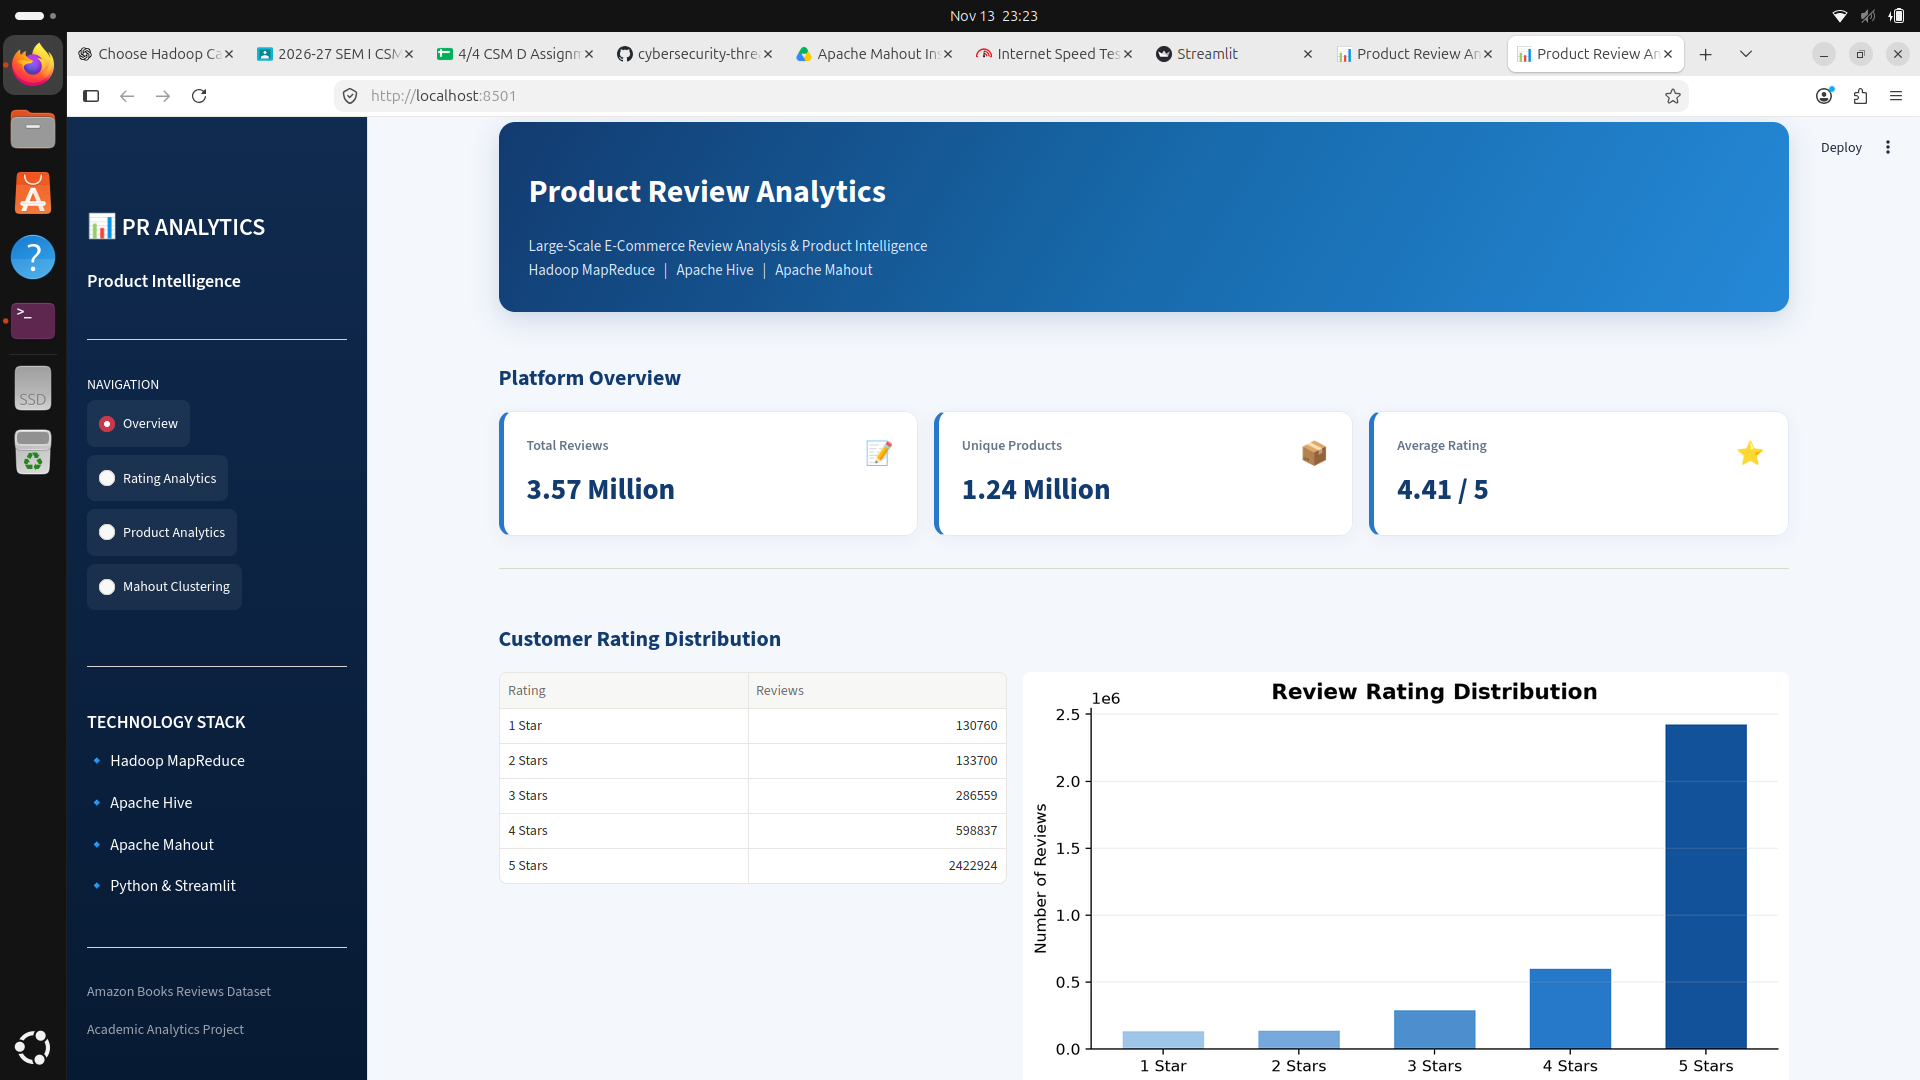 Nov 13 23:23
Choose Hadoop Ca
2026-27 SEM I CSM
4/4 CSM D Assignm
cybersecurity-thre
Apache Mahout Ins
Internet Speed Tes
Streamlit
Product Review An
Product Review An
http://localhost:8501
SSD
PR ANALYTICS
Product Intelligence
NAVIGATION
Overview
Rating Analytics
Product Analytics
Mahout Clustering
TECHNOLOGY STACK
Hadoop MapReduce
Apache Hive
Apache Mahout
Python & Streamlit
Amazon Books Reviews Dataset
Academic Analytics Project
Deploy
Product Review Analytics
Large-Scale E-Commerce Review Analysis & Product Intelligence
Hadoop MapReduce | Apache Hive | Apache Mahout
Platform Overview
Total Reviews
3.57 Million
Unique Products
1.24 Million
Average Rating
4.41 / 5
Customer Rating Distribution
Rating Reviews
1 Star 130760
2 Stars 133700
3 Stars 286559
4 Stars 598837
5 Stars 2422924
Review Rating Distribution
1e6
2.5
2.0
1.5
1.0
0.5
0.0
Number of Reviews
1 Star 2 Stars 3 Stars 4 Stars 5 Stars